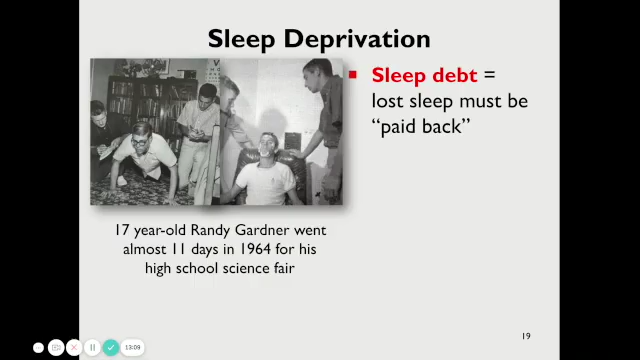 Sleep Deprivation
Sleep debt =
lost sleep must be
“paid back”
17 year-old Randy Gardner went
almost 11 days in 1964 for his
high school science fair
19
13:09